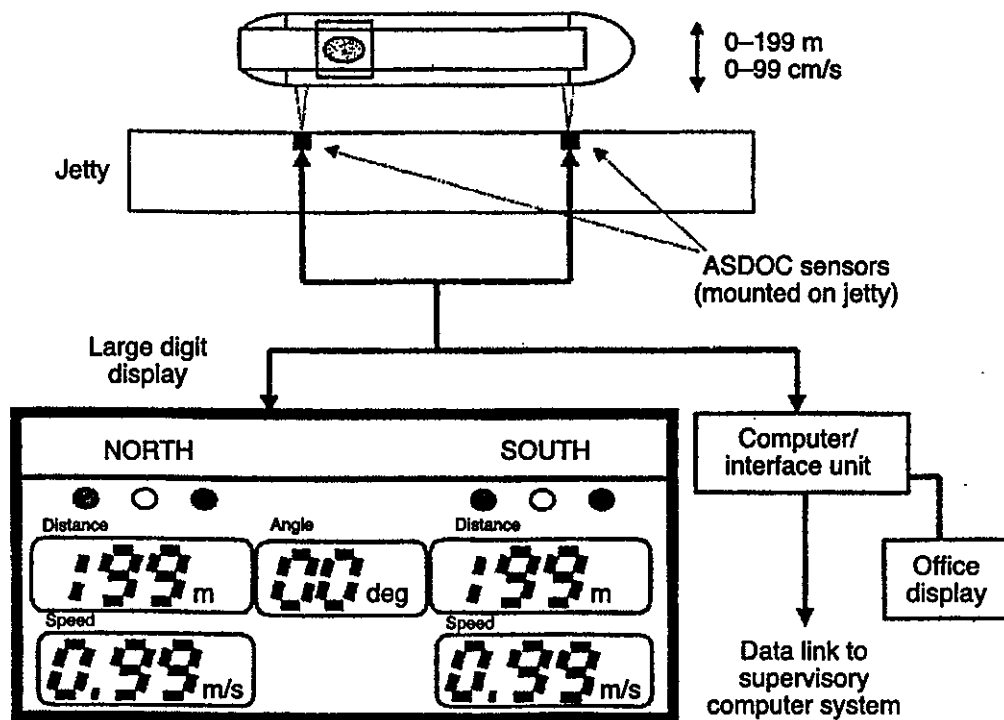 0–199 m
0–99 cm/s
Jetty
ASDOC sensors
(mounted on jetty)
Large digit
display
NORTH
SOUTH
Computer/
interface unit
Distance
Angle
Distance
199 m
00 deg
199 m
Office
display
Speed
Speed
0.99 m/s
0.99 m/s
Data link to
supervisory
computer system